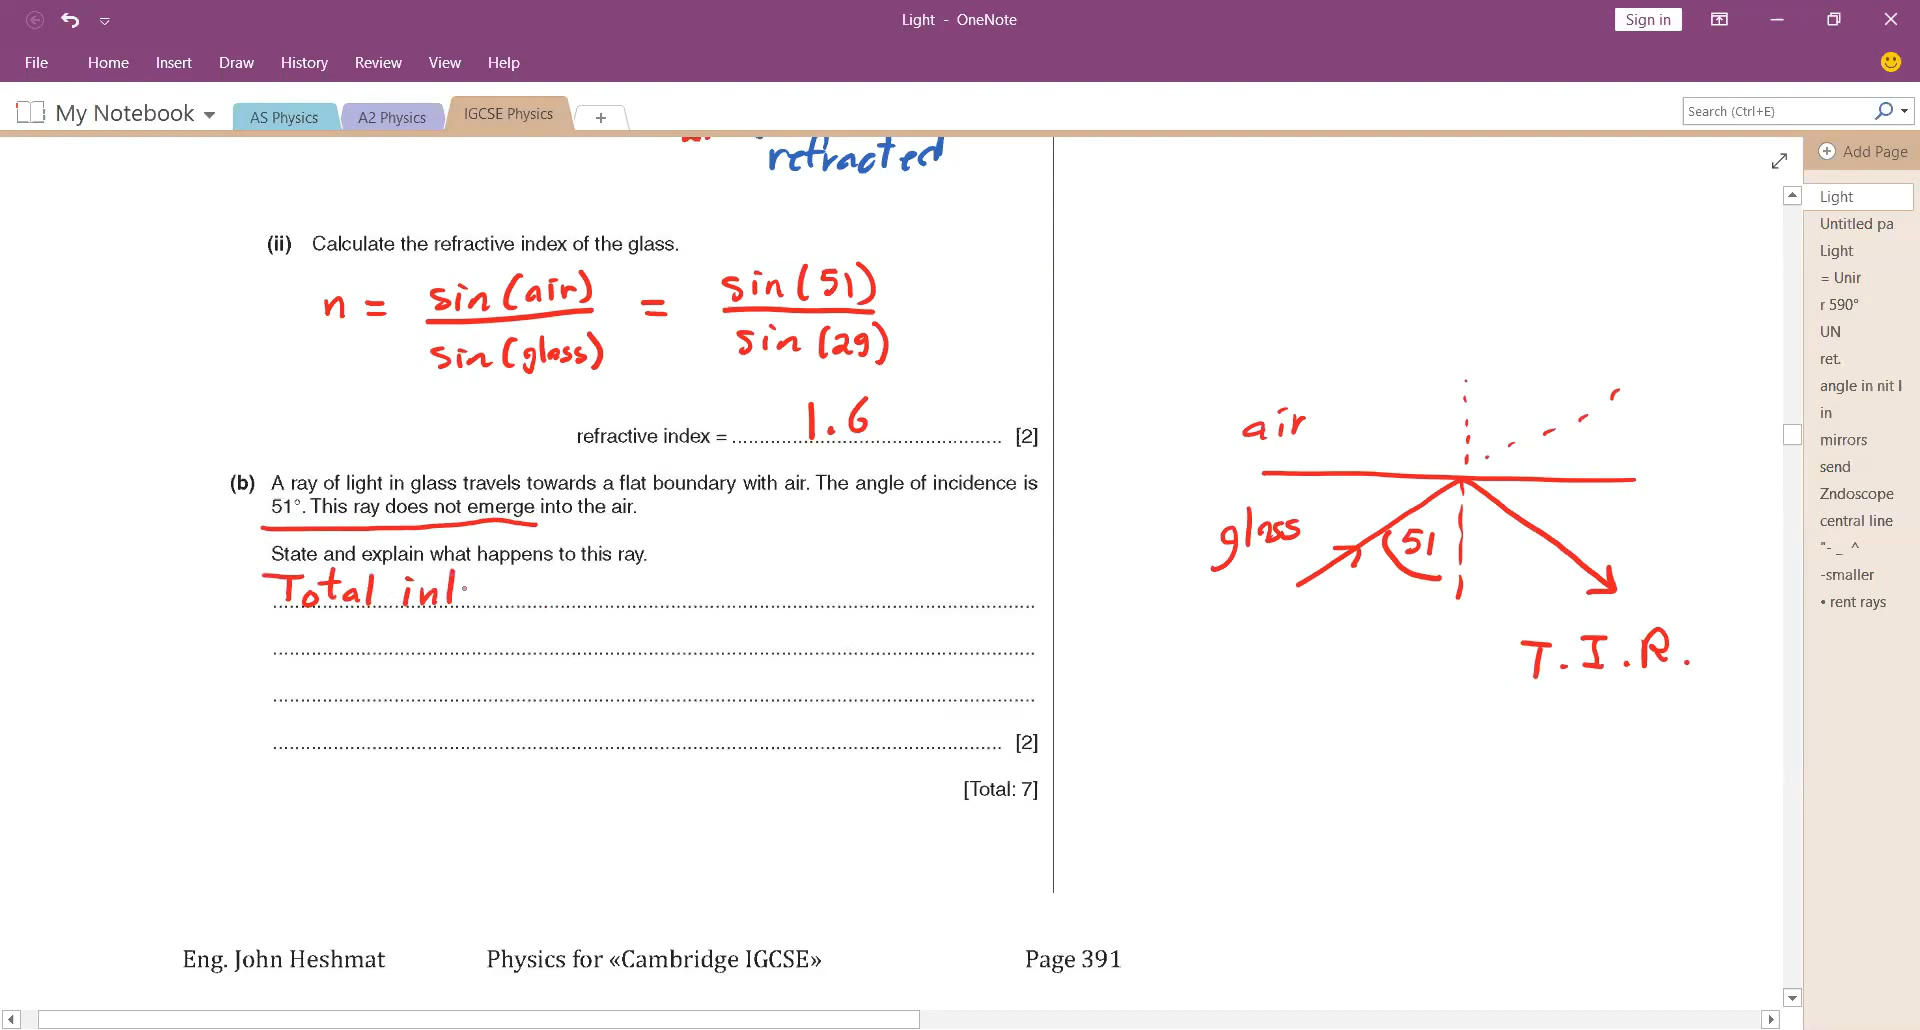 Light - OneNote
Sign in
File Home Insert Draw History Review View Help
My Notebook
AS Physics
A2 Physics
IGCSE Physics
+
Search (Ctrl+E)
Add Page
Light
Untitled pa
Light
= Unir
r 590°
UN
ret.
angle in nit I
in
mirrors
send
Zndoscope
central line
"- _ ^
-smaller
• rent rays
refracted
(ii) Calculate the refractive index of the glass.
n = sin(air) / sin(glass) = sin(51) / sin(29)
1.6
refractive index = ........................................ [2]
(b) A ray of light in glass travels towards a flat boundary with air. The angle of incidence is
51°. This ray does not emerge into the air.
State and explain what happens to this ray.
Total in
[2]
[Total: 7]
air
glass
51
T.I.R.
Eng. John Heshmat Physics for «Cambridge IGCSE» Page 391